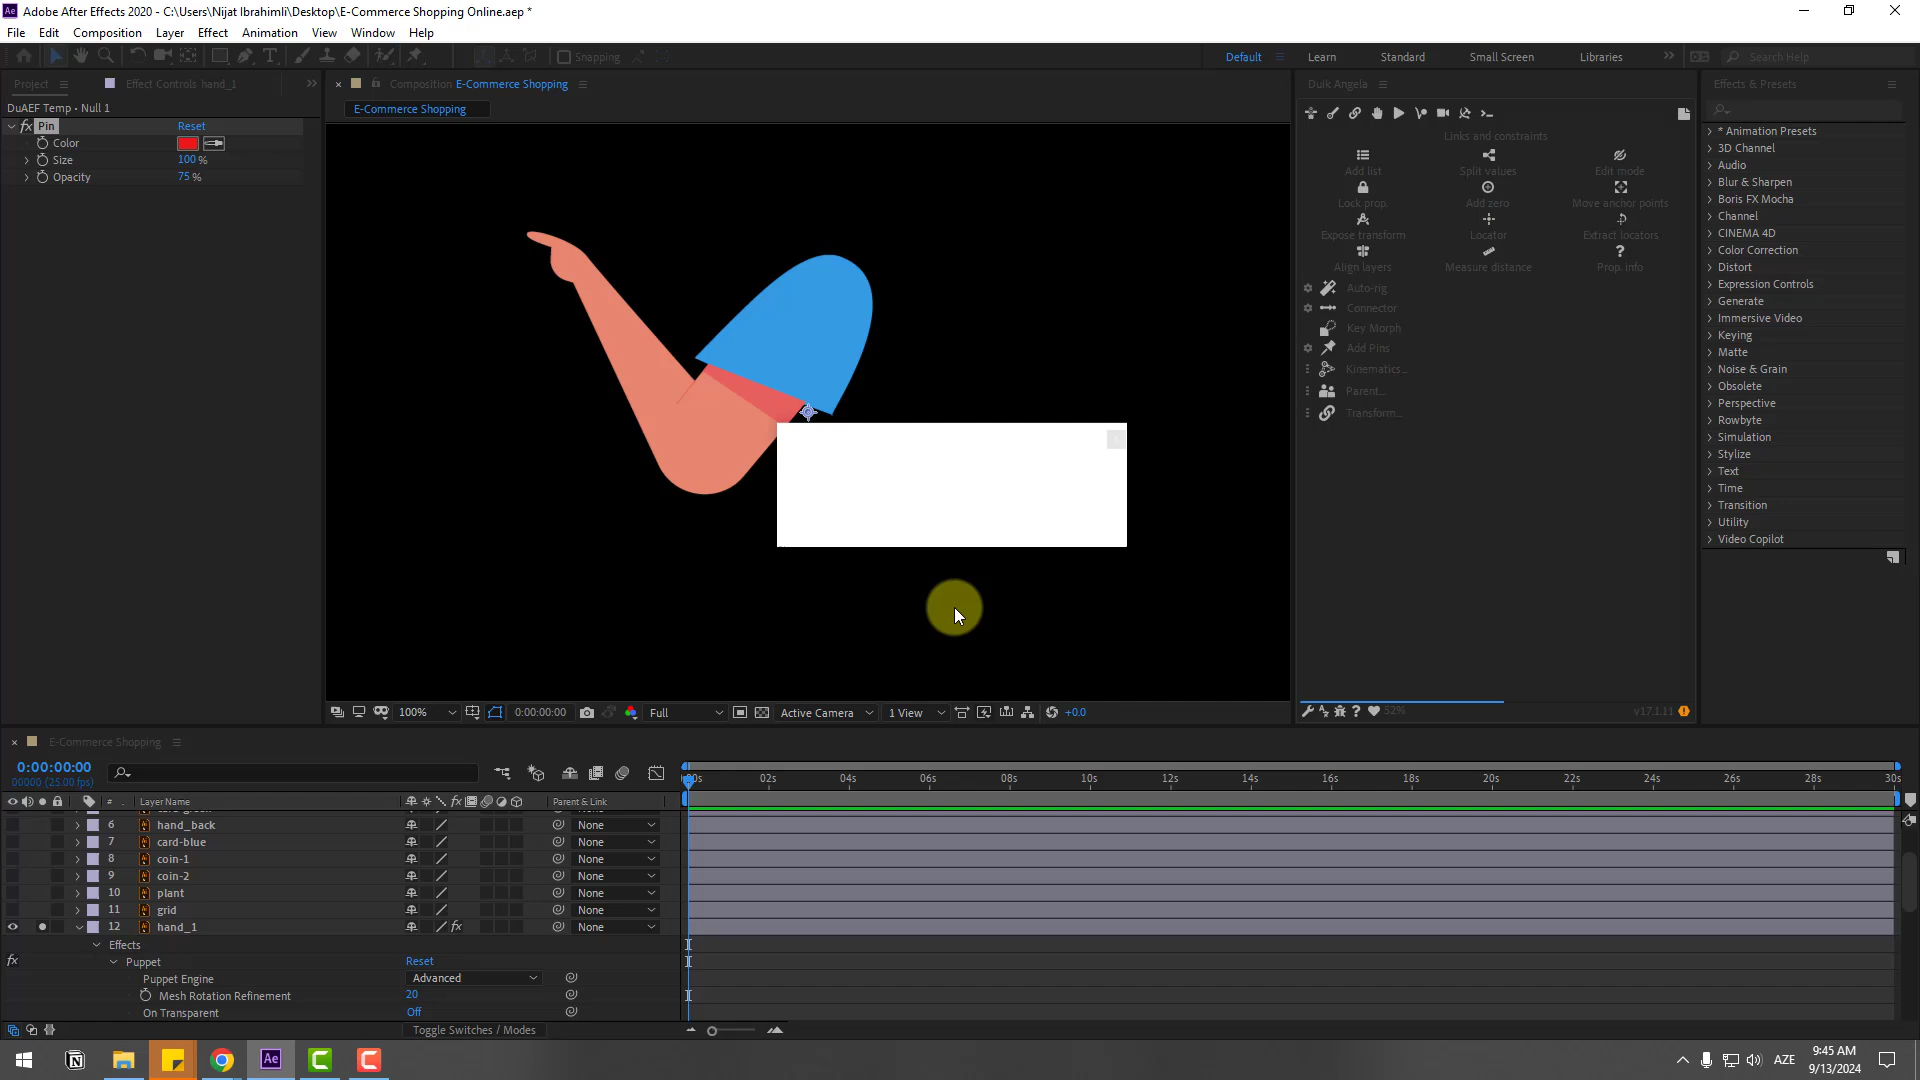 Adobe After Effects 2020 - C:\Users\Nijat Ibrahimli\Desktop\E-Commerce Shopping Online.aep *
File Edit Composition Layer Effect Animation View Window Help
Snapping
Default Learn Standard Small Screen Libraries Search Help
Project Effect Controls hand_1
Composition E-Commerce Shopping
Duik Angela
Effects & Presets
DuAEF Temp • Null 1
E-Commerce Shopping
fx Pin Reset
Color
Size 100 %
Opacity 75 %
Links and constraints
Add list Split values Edit mode
Lock prop. Add zero Move anchor points
Expose transform Locator Extract locators
Align layers Measure distance Prop. info
Auto-rig
Connector
Key Morph
Add Pins
Kinematics...
Parent...
Transform...
* Animation Presets
3D Channel
Audio
Blur & Sharpen
Boris FX Mocha
Channel
CINEMA 4D
Color Correction
Distort
Expression Controls
Generate
Immersive Video
Keying
Matte
Noise & Grain
Obsolete
Perspective
Rowbyte
Simulation
Stylize
Text
Time
Transition
Utility
Video Copilot
100% 0:00:00:00 Full Active Camera 1 View +0.0
52% v17.1.11
E-Commerce Shopping
0:00:00:00
00000 (25.00 fps)
# Layer Name Parent & Link
02s 04s 06s 08s 10s 12s 14s 16s 18s 20s 22s 24s 26s 28s 30s
6 hand_back None
7 card-blue None
8 coin-1 None
9 coin-2 None
10 plant None
11 grid None
12 hand_1 fx None
Effects
fx Puppet Reset
Puppet Engine Advanced
Mesh Rotation Refinement 20
On Transparent Off
Toggle Switches / Modes
AZE
9:45 AM
9/13/2024